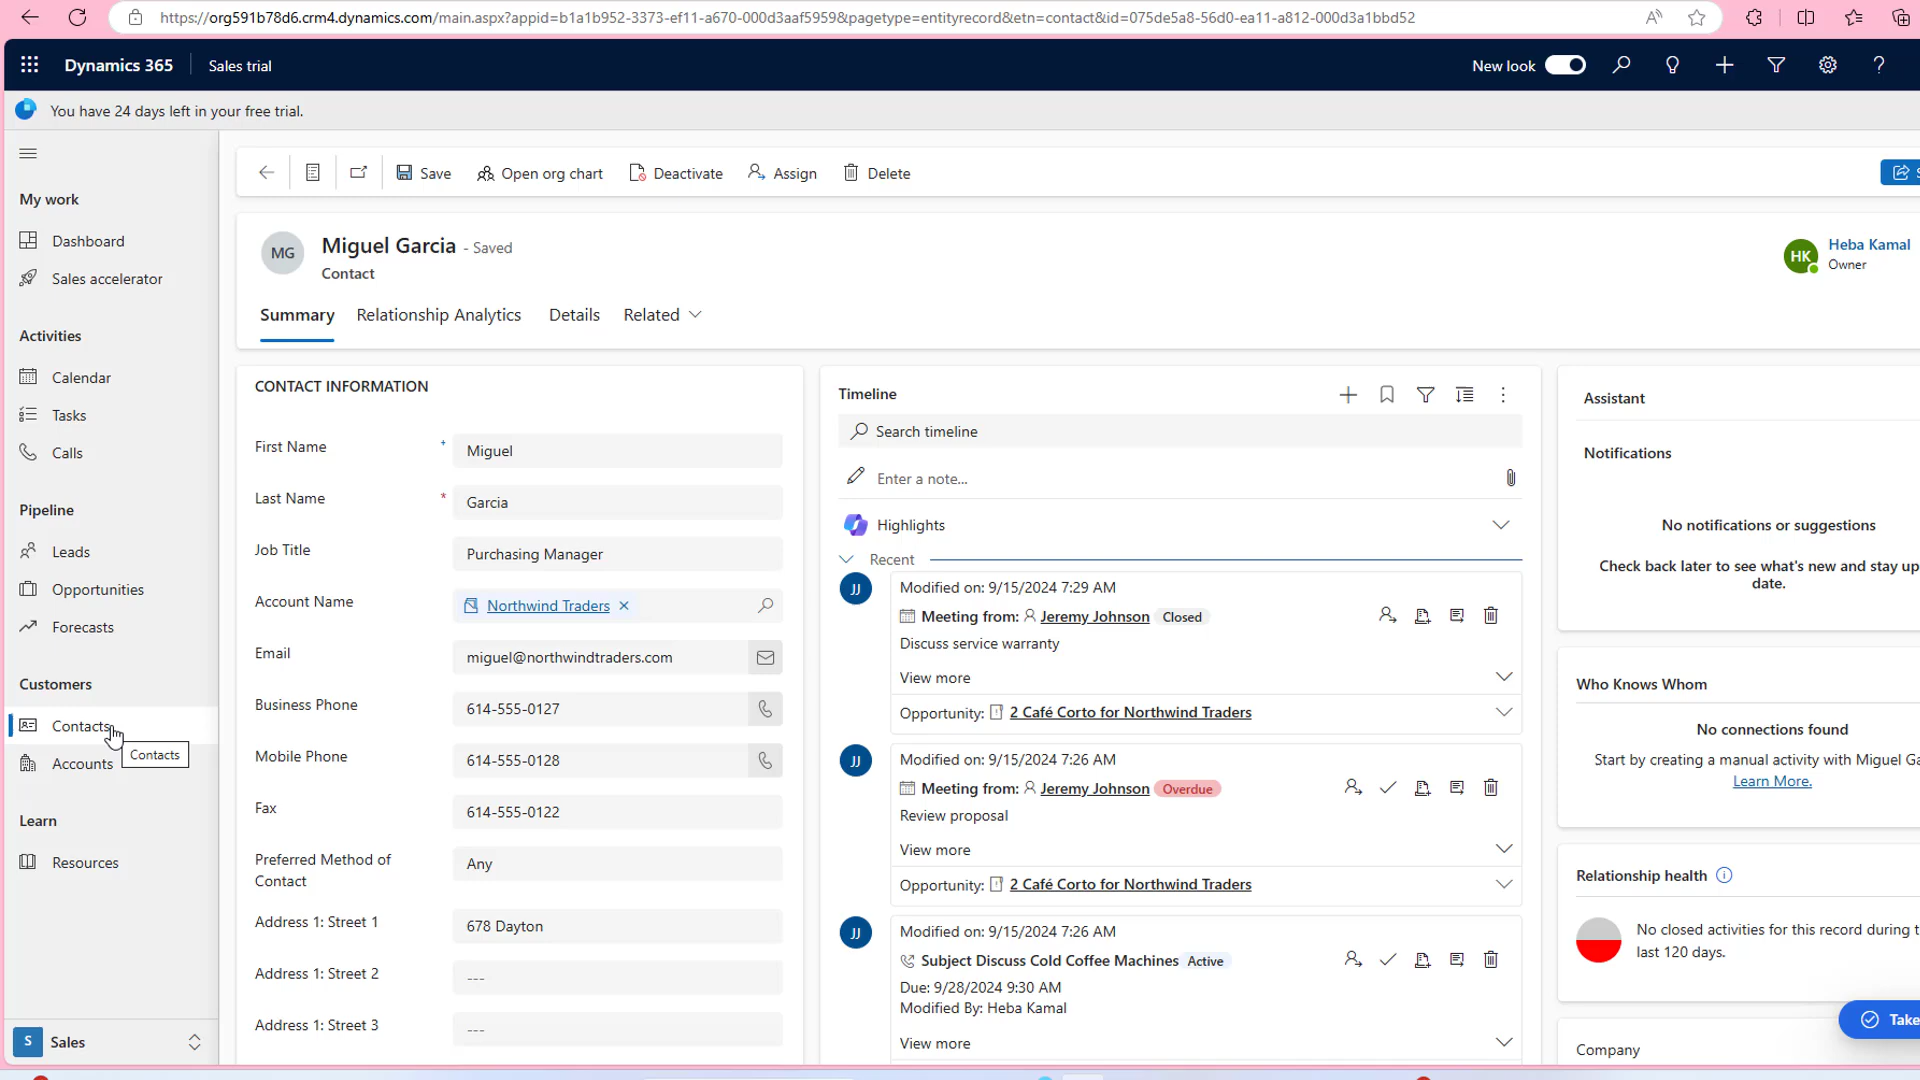 https://org591b78d6.crm4.dynamics.com/main.aspx?appid=b1a1b952-3373-ef11-a670-000d3aaf5959&pagetype=entityrecord&etn=contact&id=075de5a8-56d0-ea11-a812-000d3a1bbd52
Dynamics 365
Sales trial
New look
You have 24 days left in your free trial.
Save
Open org chart
Deactivate
Assign
Delete
My work
Dashboard
Sales accelerator
Activities
Calendar
Tasks
Calls
Pipeline
Leads
Opportunities
Forecasts
Customers
Contacts
Contacts
Accounts
Learn
Resources
S Sales
MG
Miguel Garcia - Saved
Contact
HK
Heba Kamal
Owner
Summary
Relationship Analytics
Details
Related
CONTACT INFORMATION
First Name + Miguel
Last Name * Garcia
Job Title Purchasing Manager
Account Name Northwind Traders
Email miguel@northwindtraders.com
Business Phone 614-555-0127
Mobile Phone 614-555-0128
Fax 614-555-0122
Preferred Method of
Contact
Any
Address 1: Street 1 678 Dayton
Address 1: Street 2 ---
Address 1: Street 3 ---
Timeline
Search timeline
Enter a note...
Highlights
Recent
JJ
Modified on: 9/15/2024 7:29 AM
Meeting from: Jeremy Johnson Closed
Discuss service warranty
View more
Opportunity: 2 Café Corto for Northwind Traders
JJ
Modified on: 9/15/2024 7:26 AM
Meeting from: Jeremy Johnson Overdue
Review proposal
View more
Opportunity: 2 Café Corto for Northwind Traders
JJ
Modified on: 9/15/2024 7:26 AM
Subject Discuss Cold Coffee Machines Active
Due: 9/28/2024 9:30 AM
Modified By: Heba Kamal
View more
Assistant
Notifications
No notifications or suggestions
Check back later to see what's new and stay up
date.
Who Knows Whom
No connections found
Start by creating a manual activity with Miguel Ga
Learn More.
Relationship health
No closed activities for this record during t
last 120 days.
Take
Company